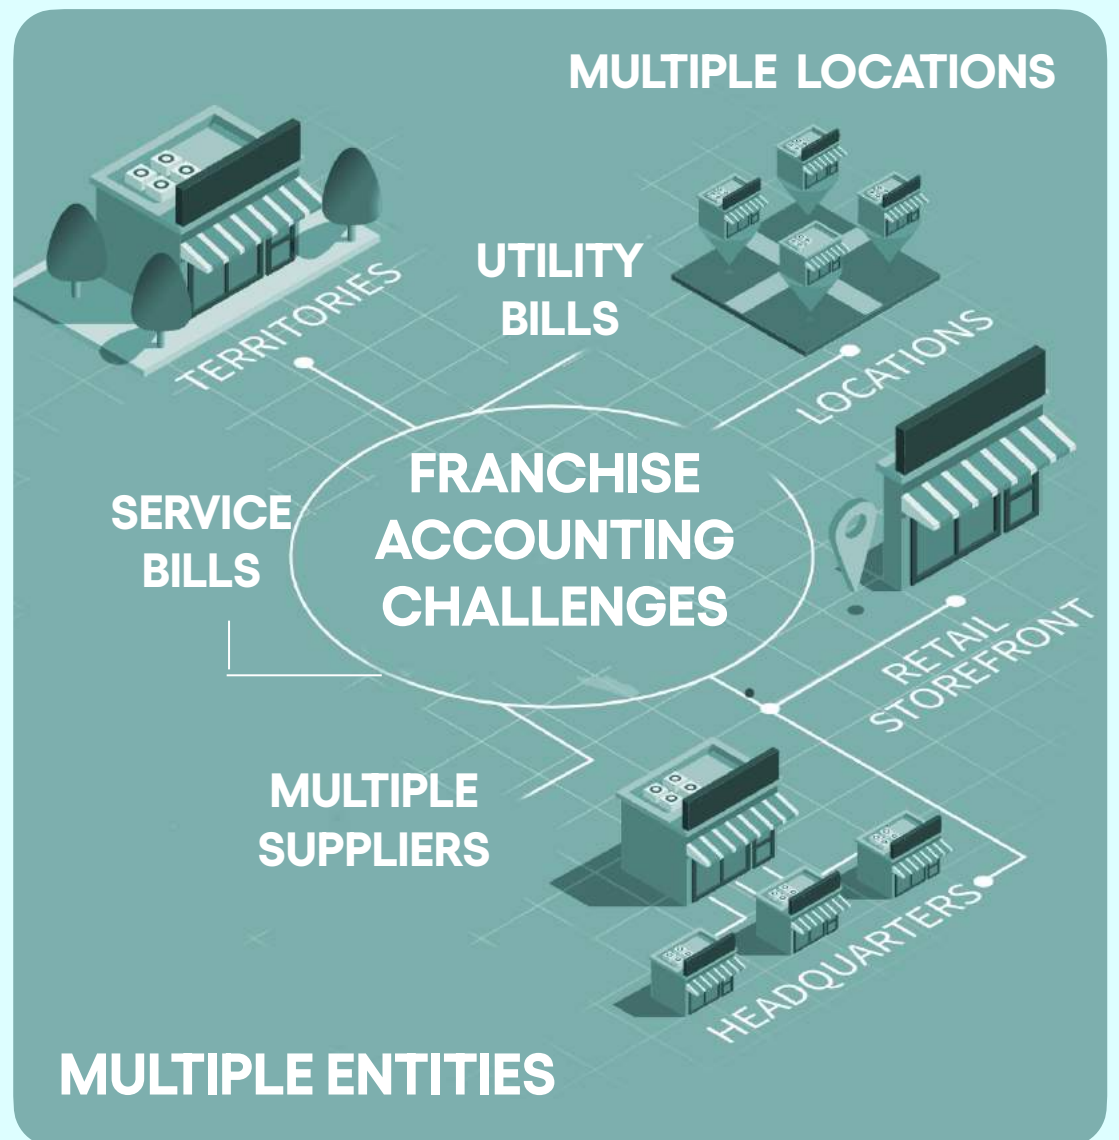 MULTIPLE LOCATIONS
UTILITY
BILLS
TERRITORIES
LOCATIONS
FRANCHISE
ACCOUNTING
CHALLENGES
SERVICE
BILLS
RETAIL
STOREFRONT
MULTIPLE
SUPPLIERS
HEADQUARTERS
MULTIPLE ENTITIES